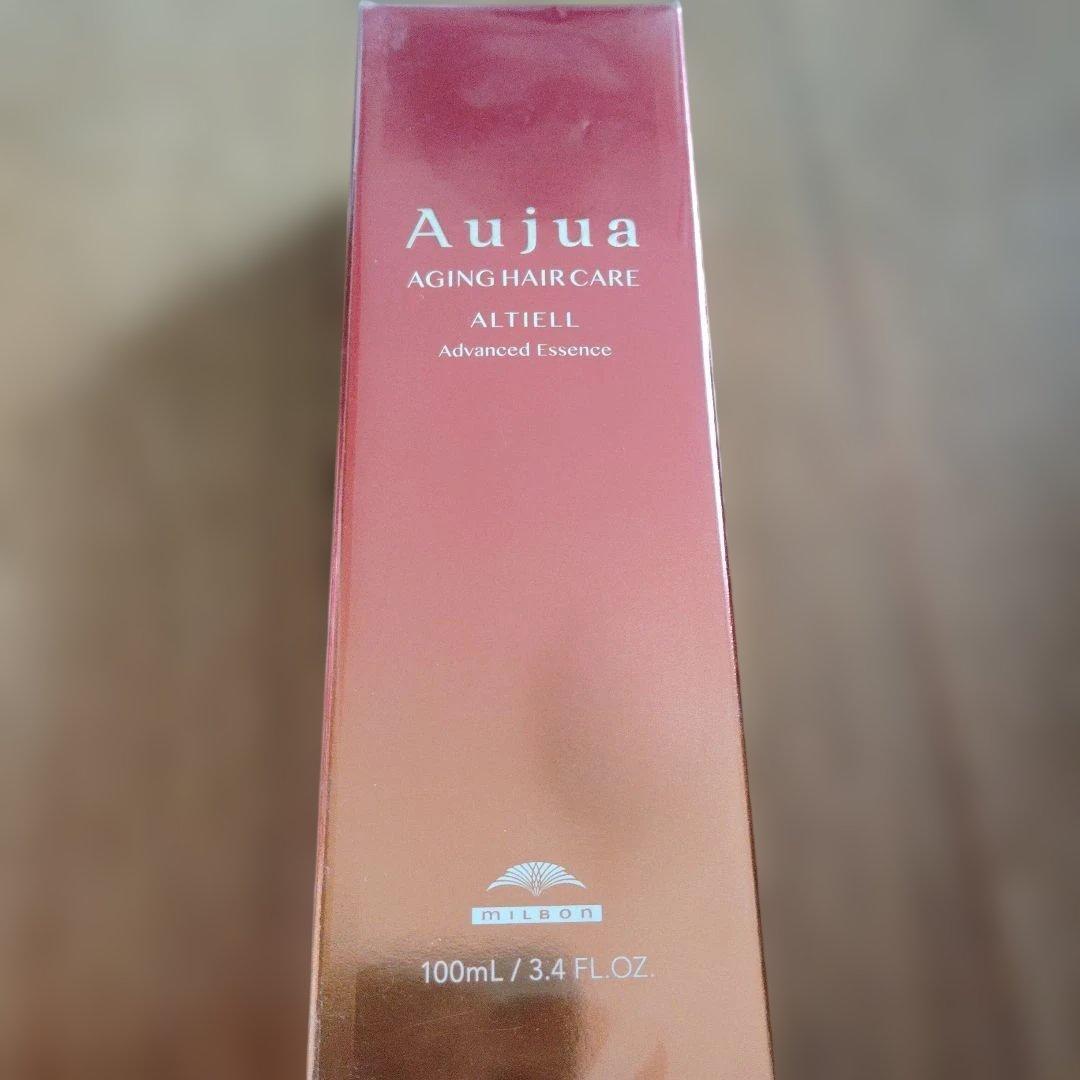 Aujua
AGING HAIR CARE
ALTIELL
Advanced Essence
MILBON
100mL / 3.4 FL.OZ.